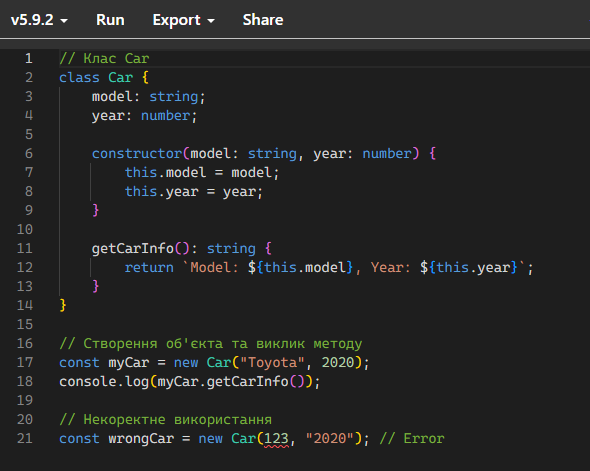 v5.9.2 Run Export Share
1 // Клас Car
2 class Car {
3 model: string;
4 year: number;
5
6 constructor(model: string, year: number) {
7 this.model = model;
8 this.year = year;
9 }
10
11 getCarInfo(): string {
12 return `Model: ${this.model}, Year: ${this.year}`;
13 }
14 }
15
16 // Створення об'єкта та виклик методу
17 const myCar = new Car("Toyota", 2020);
18 console.log(myCar.getCarInfo());
19
20 // Некоректне використання
21 const wrongCar = new Car(123, "2020"); // Error